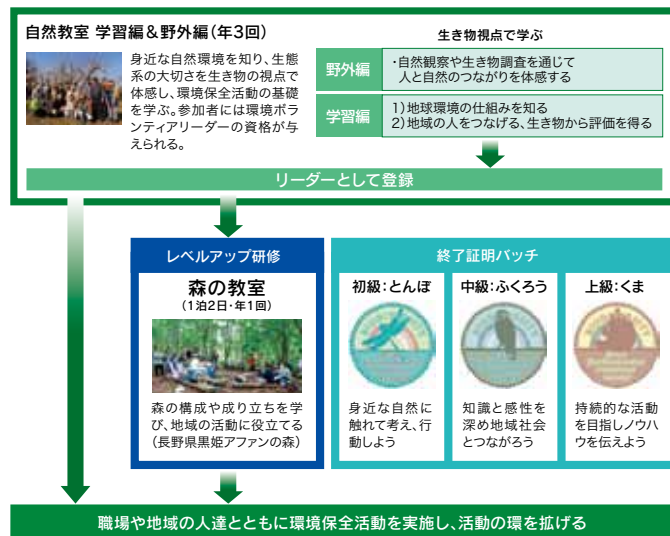 自然教室 学習編&野外編(年3回)
身近な自然環境を知り、生態
系の大切さを生き物の視点で
体感し、環境保全活動の基礎
を学ぶ。参加者には環境ボラ
ンティアリーダーの資格が与
えられる。
生き物視点で学ぶ
野外編
・自然観察や生き物調査を通じて
人と自然のつながりを体感する
学習編
1)地球環境の仕組みを知る
2)地域の人をつなげる、生き物から評価を得る
リーダーとして登録
レベルアップ研修
森の教室
(1泊2日・年1回)
森の構成や成り立ちを学
び、地域の活動に役立てる
(長野県黒姫アファンの森)
終了証明バッチ
初級:とんぼ
身近な自然に
触れて考え、行
動しよう
中級:ふくろう
知識と感性を
深め地域社会
とつながろう
上級:くま
持続的な活動
を目指しノウハ
ウを伝えよう
職場や地域の人達とともに環境保全活動を実施し、活動の環を拡げる